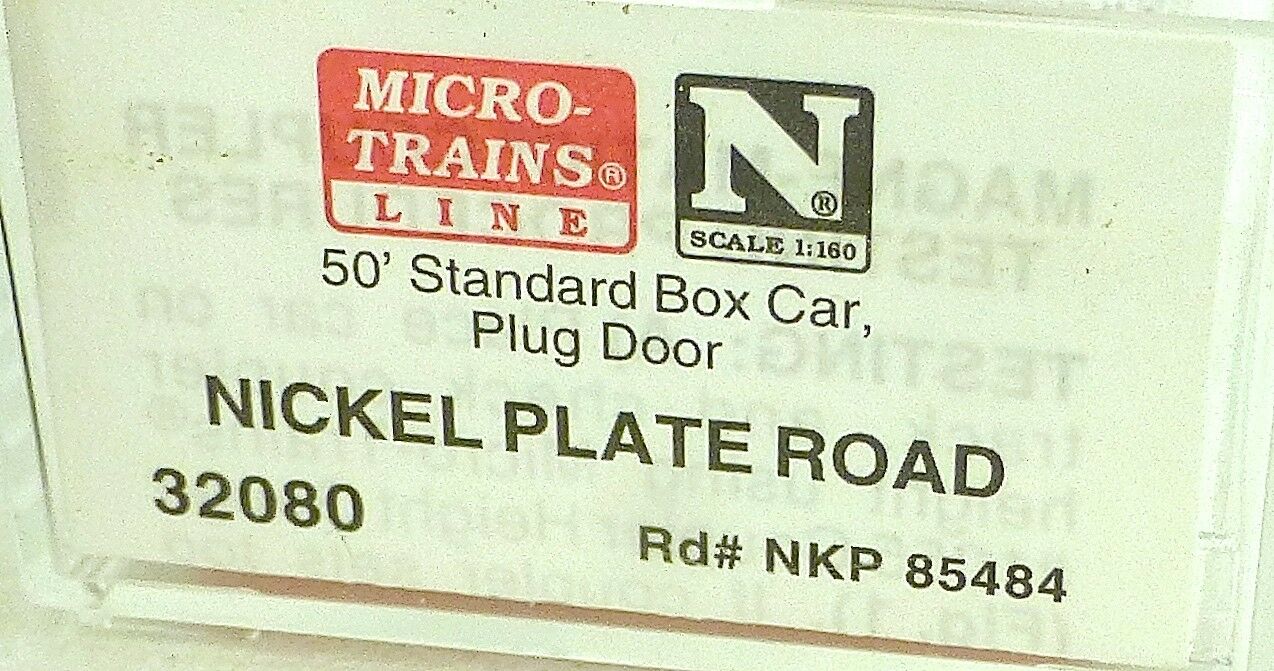 MICRO-
TRAINS®
LINE
N®
SCALE 1:160
50' Standard Box Car,
Plug Door
NICKEL PLATE ROAD
32080
Rd# NKP 85484